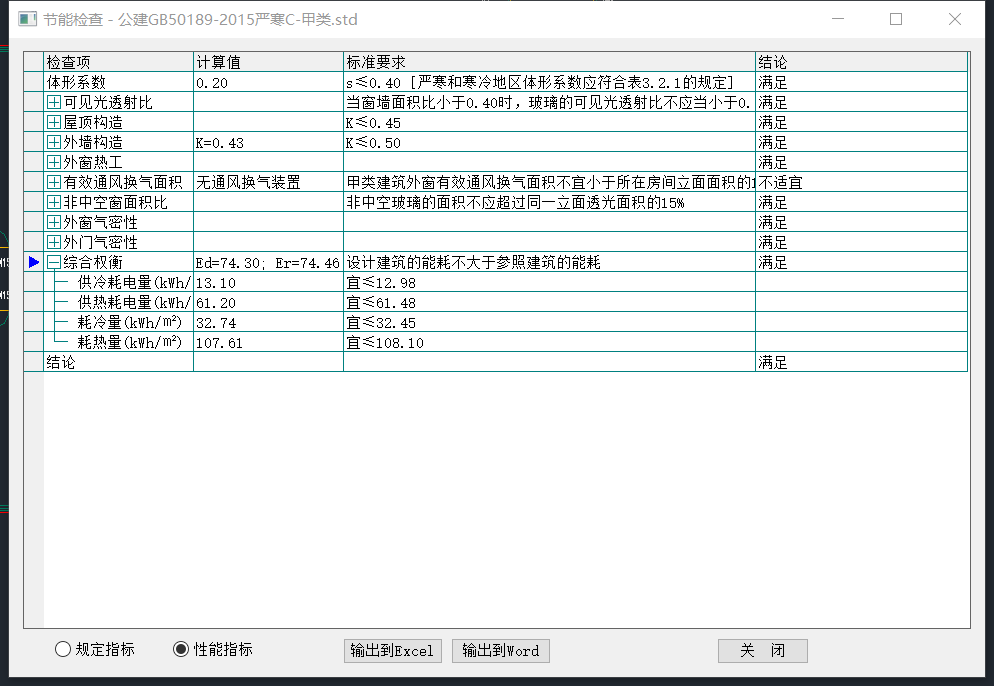 节能检查 - 公建GB50189-2015严寒C-甲类.std
检查项 计算值 标准要求 结论
体形系数 0.20 s≤0.40 [严寒和寒冷地区体形系数应符合表3.2.1的规定] 满足
可见光透射比 当窗墙面积比小于0.40时，玻璃的可见光透射比不应当小于0. 满足
屋顶构造 K≤0.45 满足
外墙构造 K=0.43 K≤0.50 满足
外窗热工 满足
有效通风换气面积 无通风换气装置 甲类建筑外窗有效通风换气面积不宜小于所在房间立面面积的1 不适宜
非中空窗面积比 非中空玻璃的面积不应超过同一立面透光面积的15% 满足
外窗气密性 满足
外门气密性 满足
综合权衡 Ed=74.30; Er=74.46 设计建筑的能耗不大于参照建筑的能耗 满足
供冷耗电量(kWh/ 13.10 宜≤12.98
供热耗电量(kWh/ 61.20 宜≤61.48
耗冷量(kWh/m²) 32.74 宜≤32.45
耗热量(kWh/m²) 107.61 宜≤108.10
结论 满足
规定指标 性能指标 输出到Excel 输出到Word 关 闭